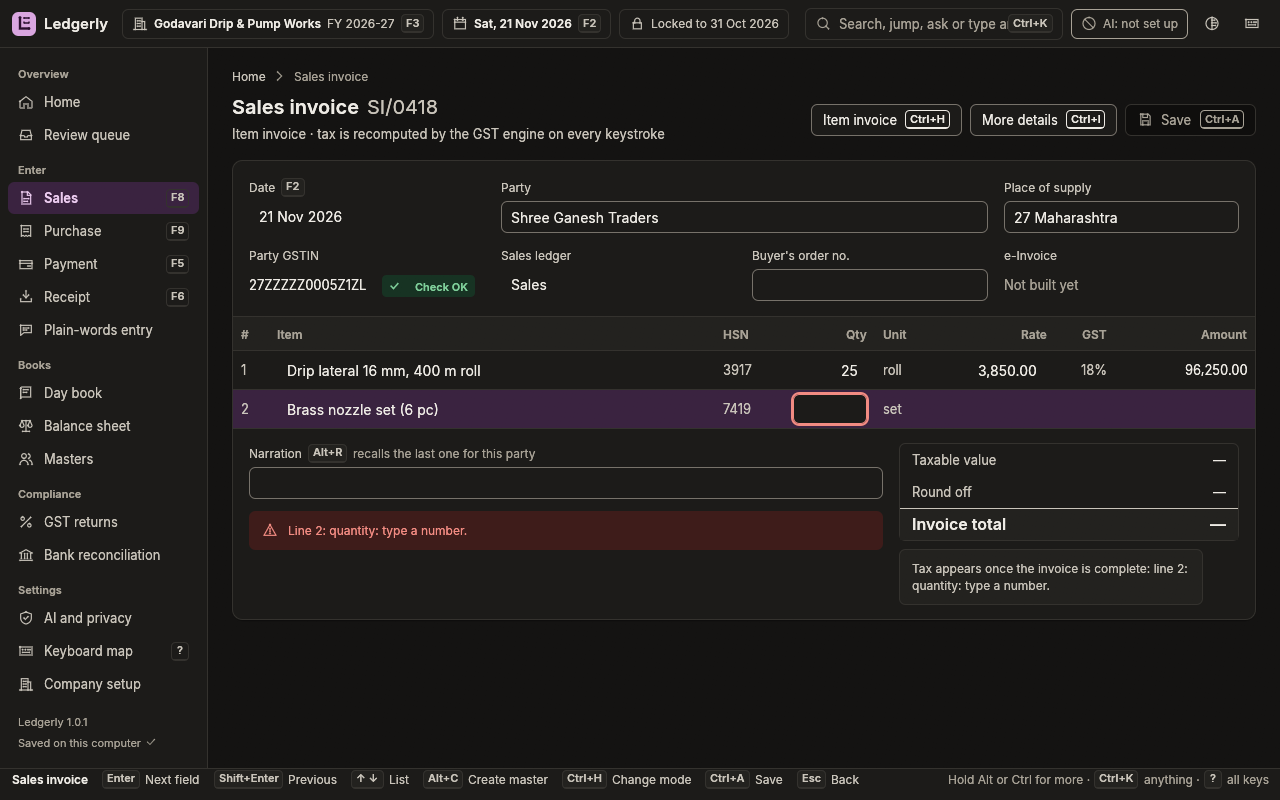 Ledgerly
Godavari Drip & Pump Works FY 2026-27 F3
Sat, 21 Nov 2026 F2
Locked to 31 Oct 2026
Search, jump, ask or type a Ctrl+K
AI: not set up
Overview
Home
Review queue
Enter
Sales F8
Purchase F9
Payment F5
Receipt F6
Plain-words entry
Books
Day book
Balance sheet
Masters
Compliance
GST returns
Bank reconciliation
Settings
AI and privacy
Keyboard map ?
Company setup
Ledgerly 1.0.1
Saved on this computer
Home Sales invoice
Sales invoice SI/0418
Item invoice · tax is recomputed by the GST engine on every keystroke
Item invoice Ctrl+H
More details Ctrl+I
Save Ctrl+A
Date F2 Party Place of supply
21 Nov 2026 Shree Ganesh Traders 27 Maharashtra
Party GSTIN Sales ledger Buyer's order no. e-Invoice
27ZZZZZ0005Z1ZL Check OK Sales Not built yet
# Item HSN Qty Unit Rate GST Amount
1 Drip lateral 16 mm, 400 m roll 3917 25 roll 3,850.00 18% 96,250.00
2 Brass nozzle set (6 pc) 7419 set
Narration Alt+R recalls the last one for this party
Line 2: quantity: type a number.
Taxable value —
Round off —
Invoice total —
Tax appears once the invoice is complete: line 2:
quantity: type a number.
Sales invoice Enter Next field Shift+Enter Previous ↑ ↓ List Alt+C Create master Ctrl+H Change mode Ctrl+A Save Esc Back Hold Alt or Ctrl for more · Ctrl+K anything · ? all keys